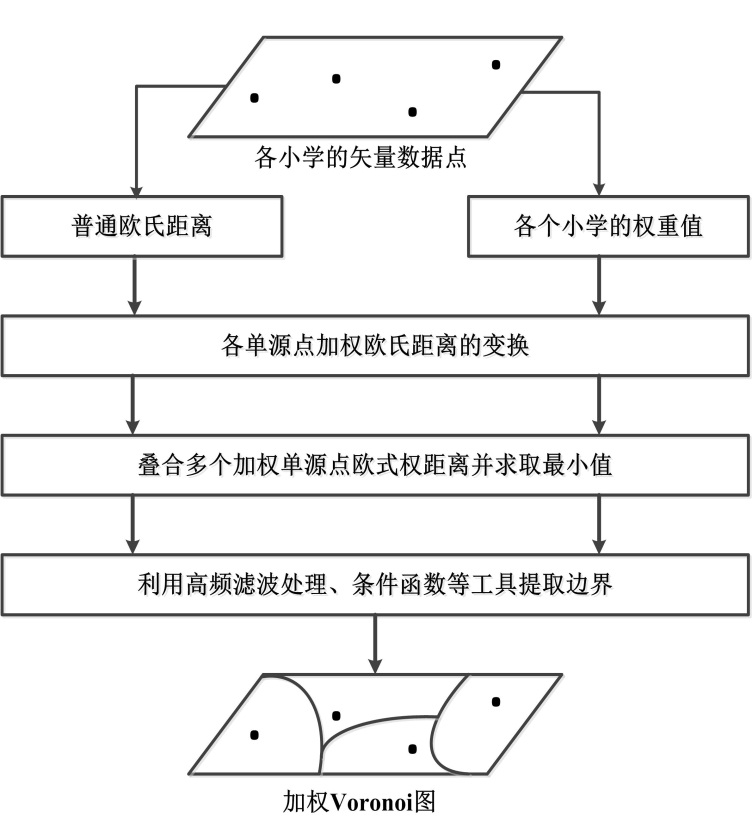 各小学的矢量数据点
普通欧氏距离
各个小学的权重值
各单源点加权欧氏距离的变换
叠合多个加权单源点欧式权距离并求取最小值
利用高频滤波处理、条件函数等工具提取边界
加权Voronoi图